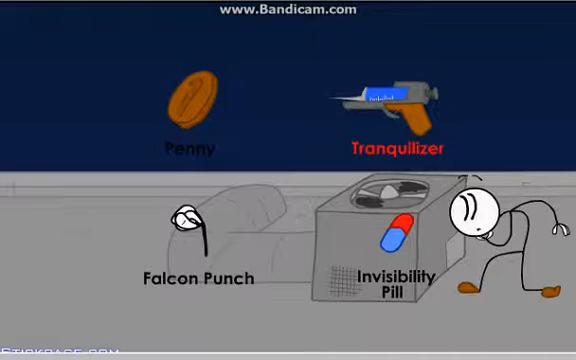 www.Bandicam.com
Penny
Tranquilizer
Falcon Punch
Invisibility
Pill